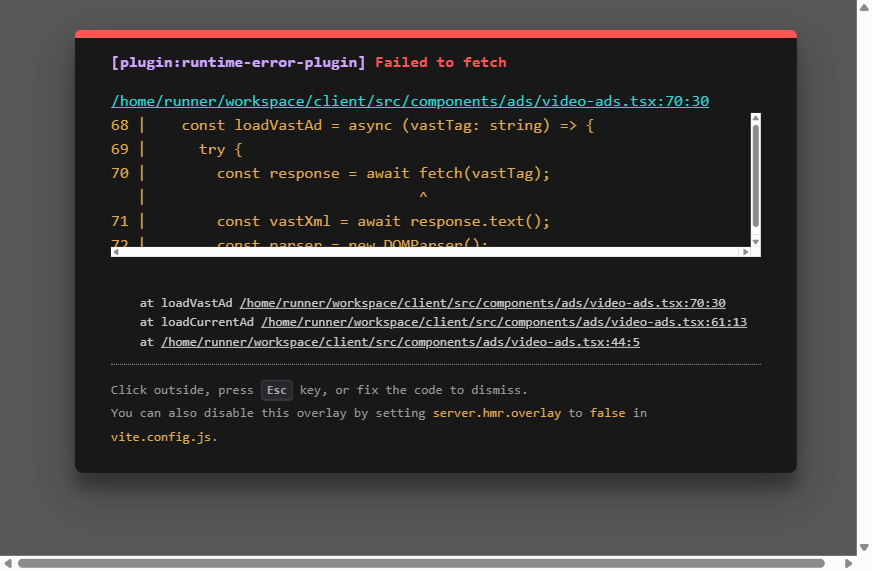 [plugin:runtime-error-plugin] Failed to fetch
/home/runner/workspace/client/src/components/ads/video-ads.tsx:70:30
68 |    const loadVastAd = async (vastTag: string) => {
69 |      try {
70 |        const response = await fetch(vastTag);
   |                               ^
71 |        const vastXml = await response.text();
72 |        const parser = new DOMParser();
at loadVastAd /home/runner/workspace/client/src/components/ads/video-ads.tsx:70:30
at loadCurrentAd /home/runner/workspace/client/src/components/ads/video-ads.tsx:61:13
at /home/runner/workspace/client/src/components/ads/video-ads.tsx:44:5
Click outside, press Esc key, or fix the code to dismiss.
You can also disable this overlay by setting server.hmr.overlay to false in
vite.config.js.